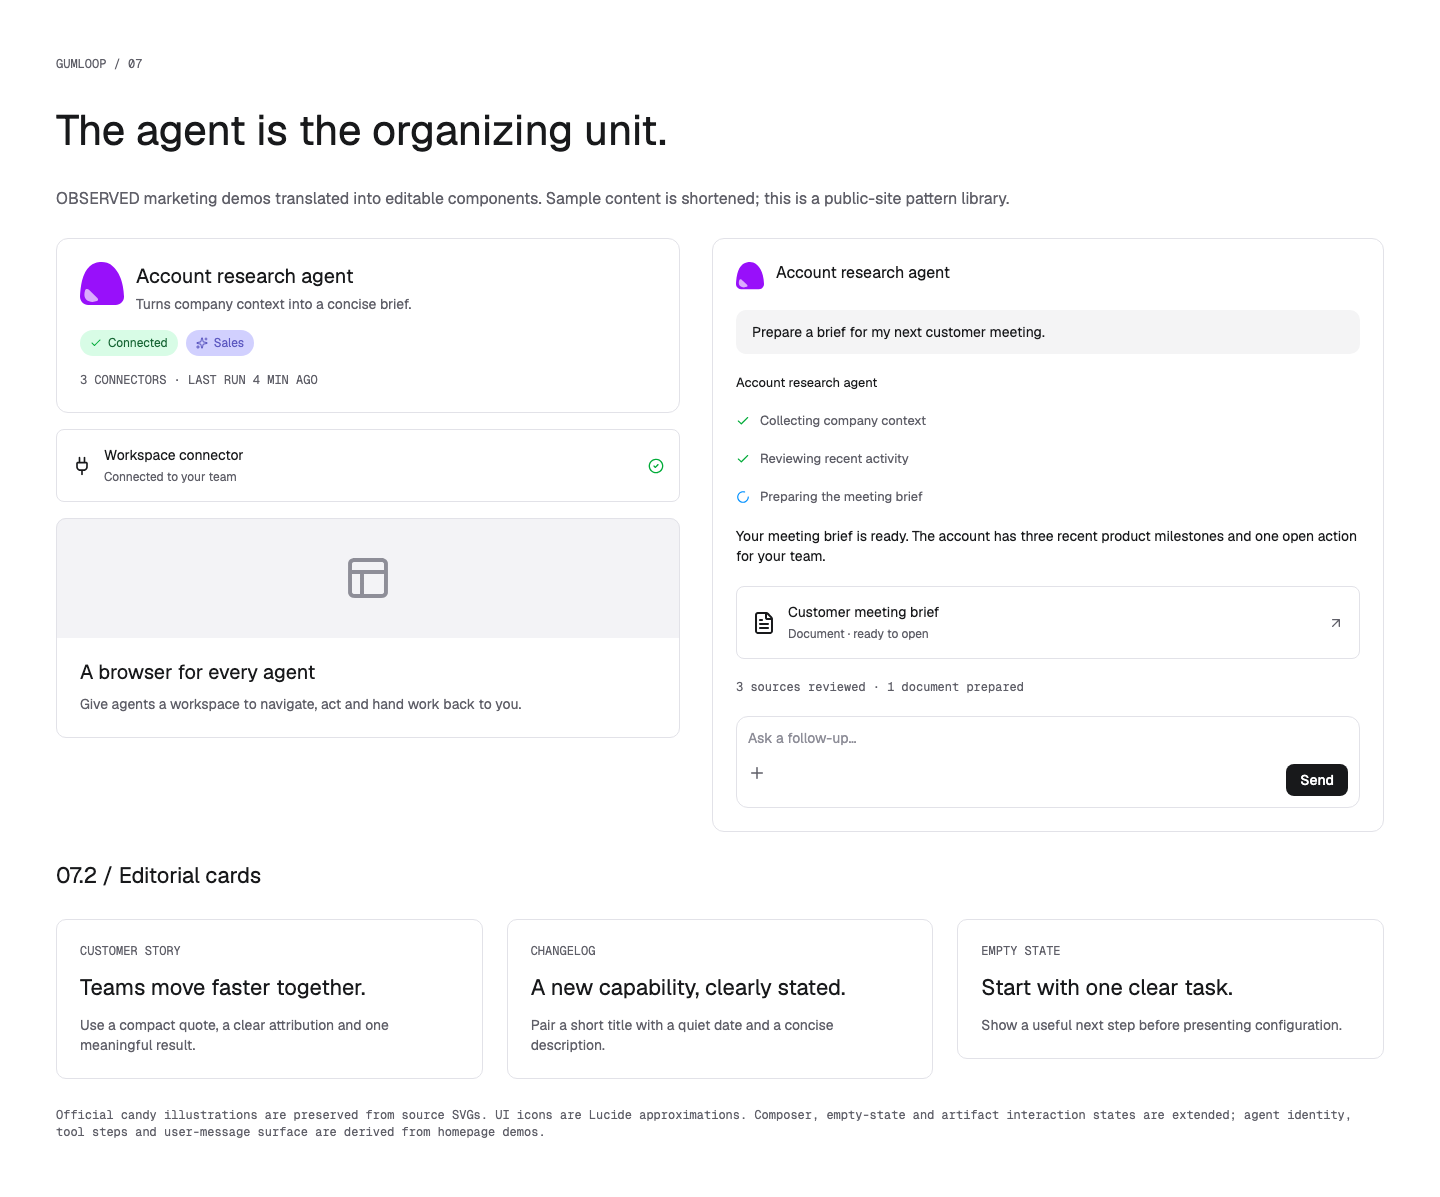 GUMLOOP / 07
The agent is the organizing unit.
OBSERVED marketing demos translated into editable components. Sample content is shortened; this is a public-site pattern library.
Account research agent
Turns company context into a concise brief.
Connected
Sales
3 CONNECTORS · LAST RUN 4 MIN AGO
Workspace connector
Connected to your team
A browser for every agent
Give agents a workspace to navigate, act and hand work back to you.
Account research agent
Prepare a brief for my next customer meeting.
Account research agent
Collecting company context
Reviewing recent activity
Preparing the meeting brief
Your meeting brief is ready. The account has three recent product milestones and one open action
for your team.
Customer meeting brief
Document · ready to open
3 sources reviewed · 1 document prepared
Ask a follow-up…
Send
07.2 / Editorial cards
CUSTOMER STORY
Teams move faster together.
Use a compact quote, a clear attribution and one
meaningful result.
CHANGELOG
A new capability, clearly stated.
Pair a short title with a quiet date and a concise
description.
EMPTY STATE
Start with one clear task.
Show a useful next step before presenting configuration.
Official candy illustrations are preserved from source SVGs. UI icons are Lucide approximations. Composer, empty-state and artifact interaction states are extended; agent identity,
tool steps and user-message surface are derived from homepage demos.